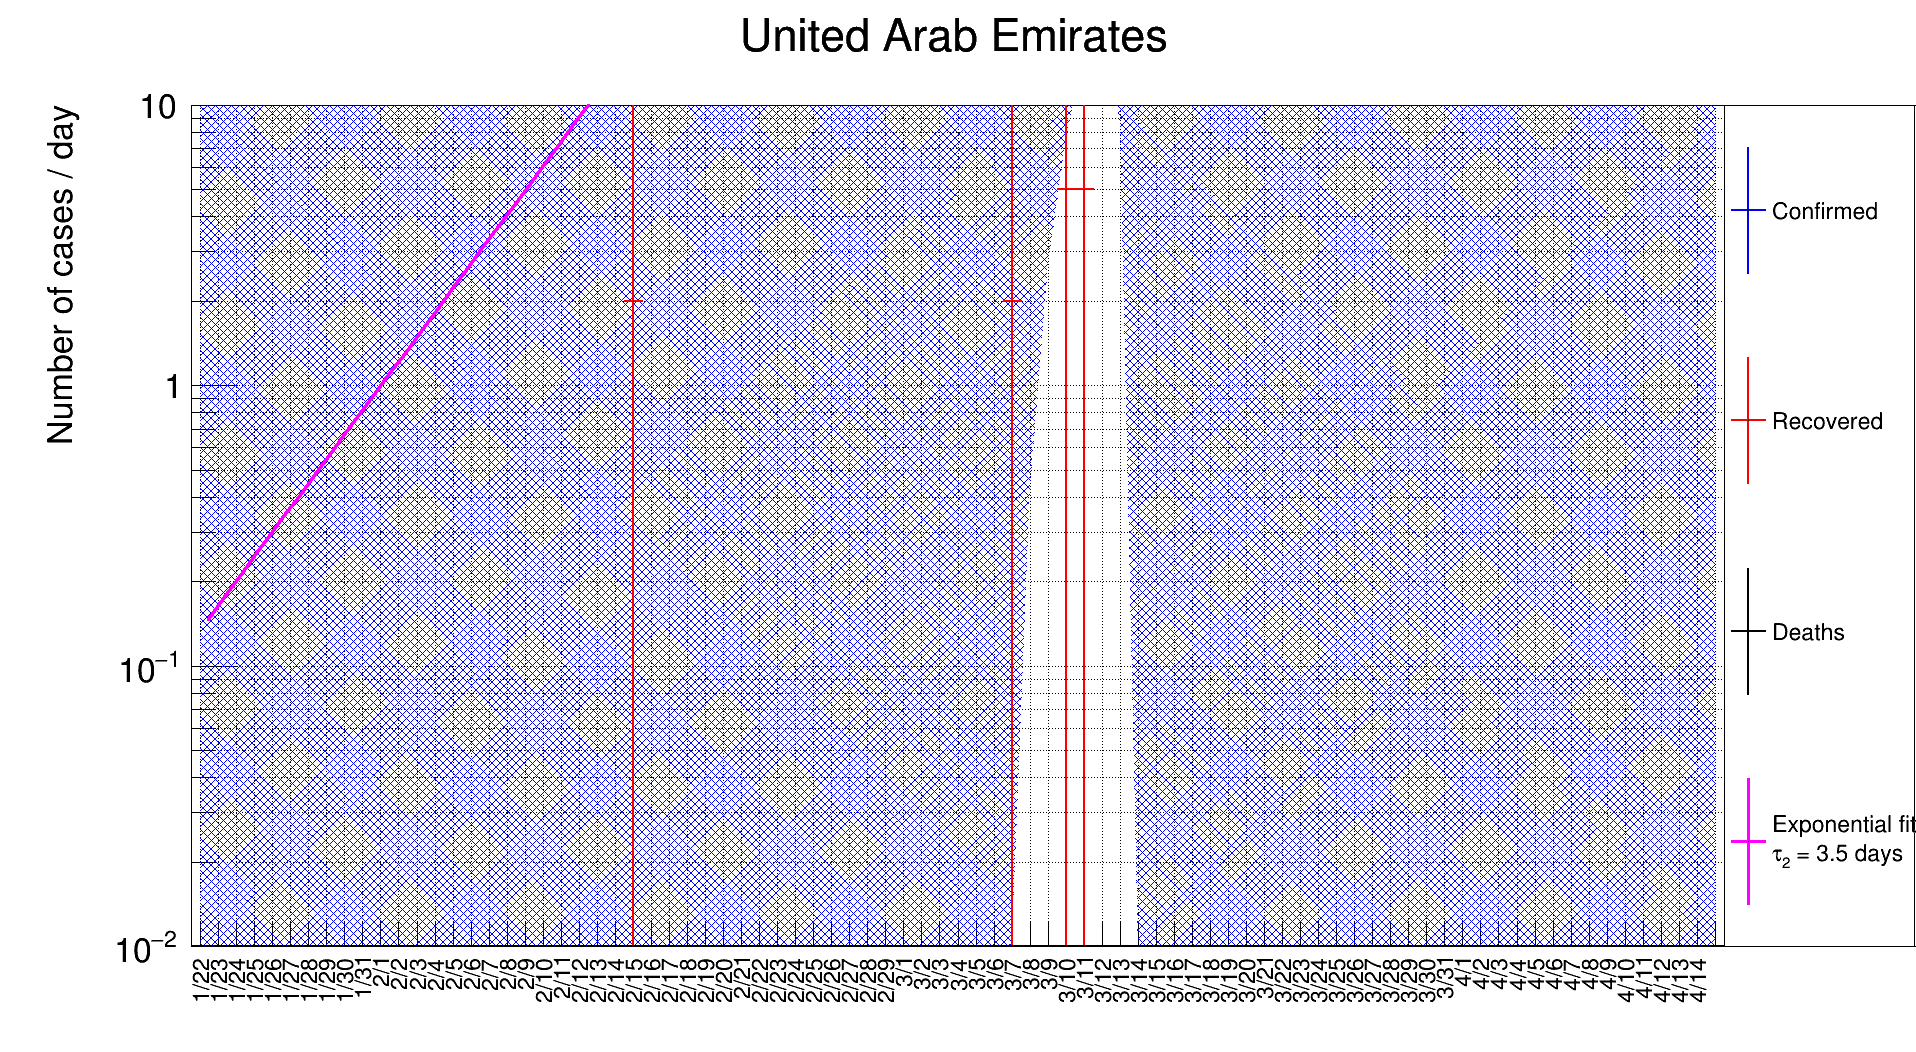 United Arab Emirates
Number of cases / day
10
1
10⁻¹
10⁻²
1/22 1/23 1/24 1/25 1/26 1/27 1/28 1/29 1/30 1/31 2/1 2/2 2/3 2/4 2/5 2/6 2/7 2/8 2/9 2/10 2/11 2/12 2/13 2/14 2/15 2/16 2/17 2/18 2/19 2/20 2/21 2/22 2/23 2/24 2/25 2/26 2/27 2/28 2/29 3/1 3/2 3/3 3/4 3/5 3/6 3/7 3/8 3/9 3/10 3/11 3/12 3/13 3/14 3/15 3/16 3/17 3/18 3/19 3/20 3/21 3/22 3/23 3/24 3/25 3/26 3/27 3/28 3/29 3/30 3/31 4/1 4/2 4/3 4/4 4/5 4/6 4/7 4/8 4/9 4/10 4/11 4/12 4/13 4/14
Confirmed
Recovered
Deaths
Exponential fit
τ₂ = 3.5 days